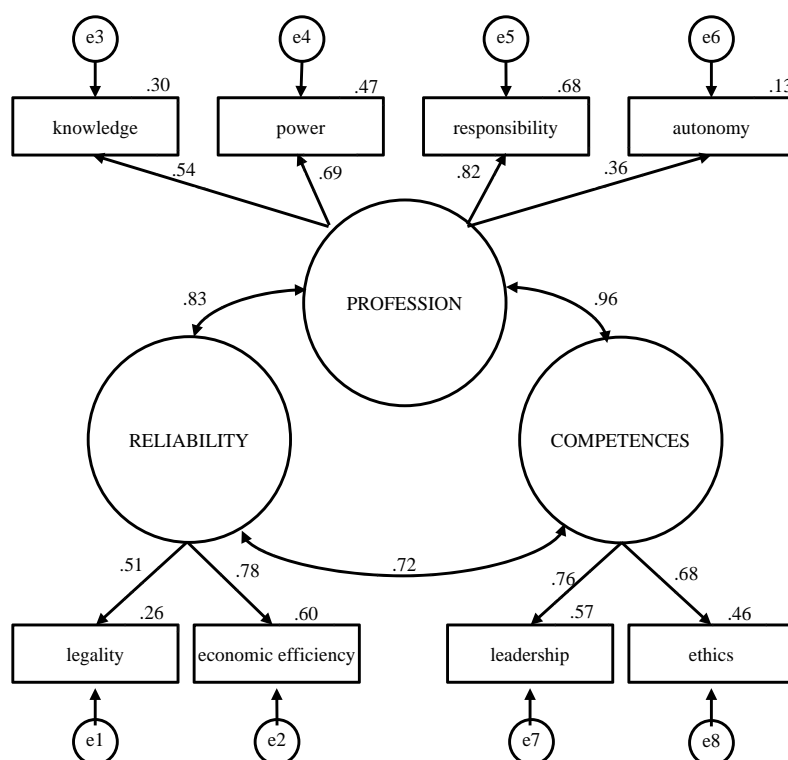 e3 e4 e5 e6
.30 .47 .68 .13
knowledge power responsibility autonomy
.54 .69 .82 .36
PROFESSION
.83 .96
RELIABILITY COMPETENCES
.72
.51 .78 .76 .68
.26 .60 .57 .46
legality economic efficiency leadership ethics
e1 e2 e7 e8